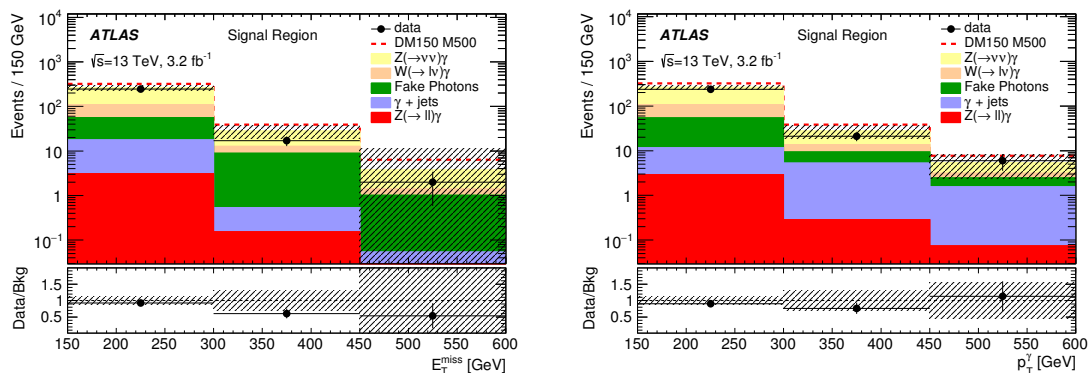 Events / 150 GeV
10⁴
10³
10²
10
1
10⁻¹
ATLAS
Signal Region
√s=13 TeV, 3.2 fb⁻¹
data
DM150 M500
Z(→νν)γ
W(→ lν)γ
Fake Photons
γ + jets
Z(→ ll)γ
Data/Bkg
1.5
1
0.5
150 200 250 300 350 400 450 500 550 600
E_T^miss [GeV]
Events / 150 GeV
10⁴
10³
10²
10
1
10⁻¹
ATLAS
Signal Region
√s=13 TeV, 3.2 fb⁻¹
data
DM150 M500
Z(→νν)γ
W(→ lν)γ
Fake Photons
γ + jets
Z(→ ll)γ
Data/Bkg
1.5
1
0.5
150 200 250 300 350 400 450 500 550 600
p_T^γ [GeV]